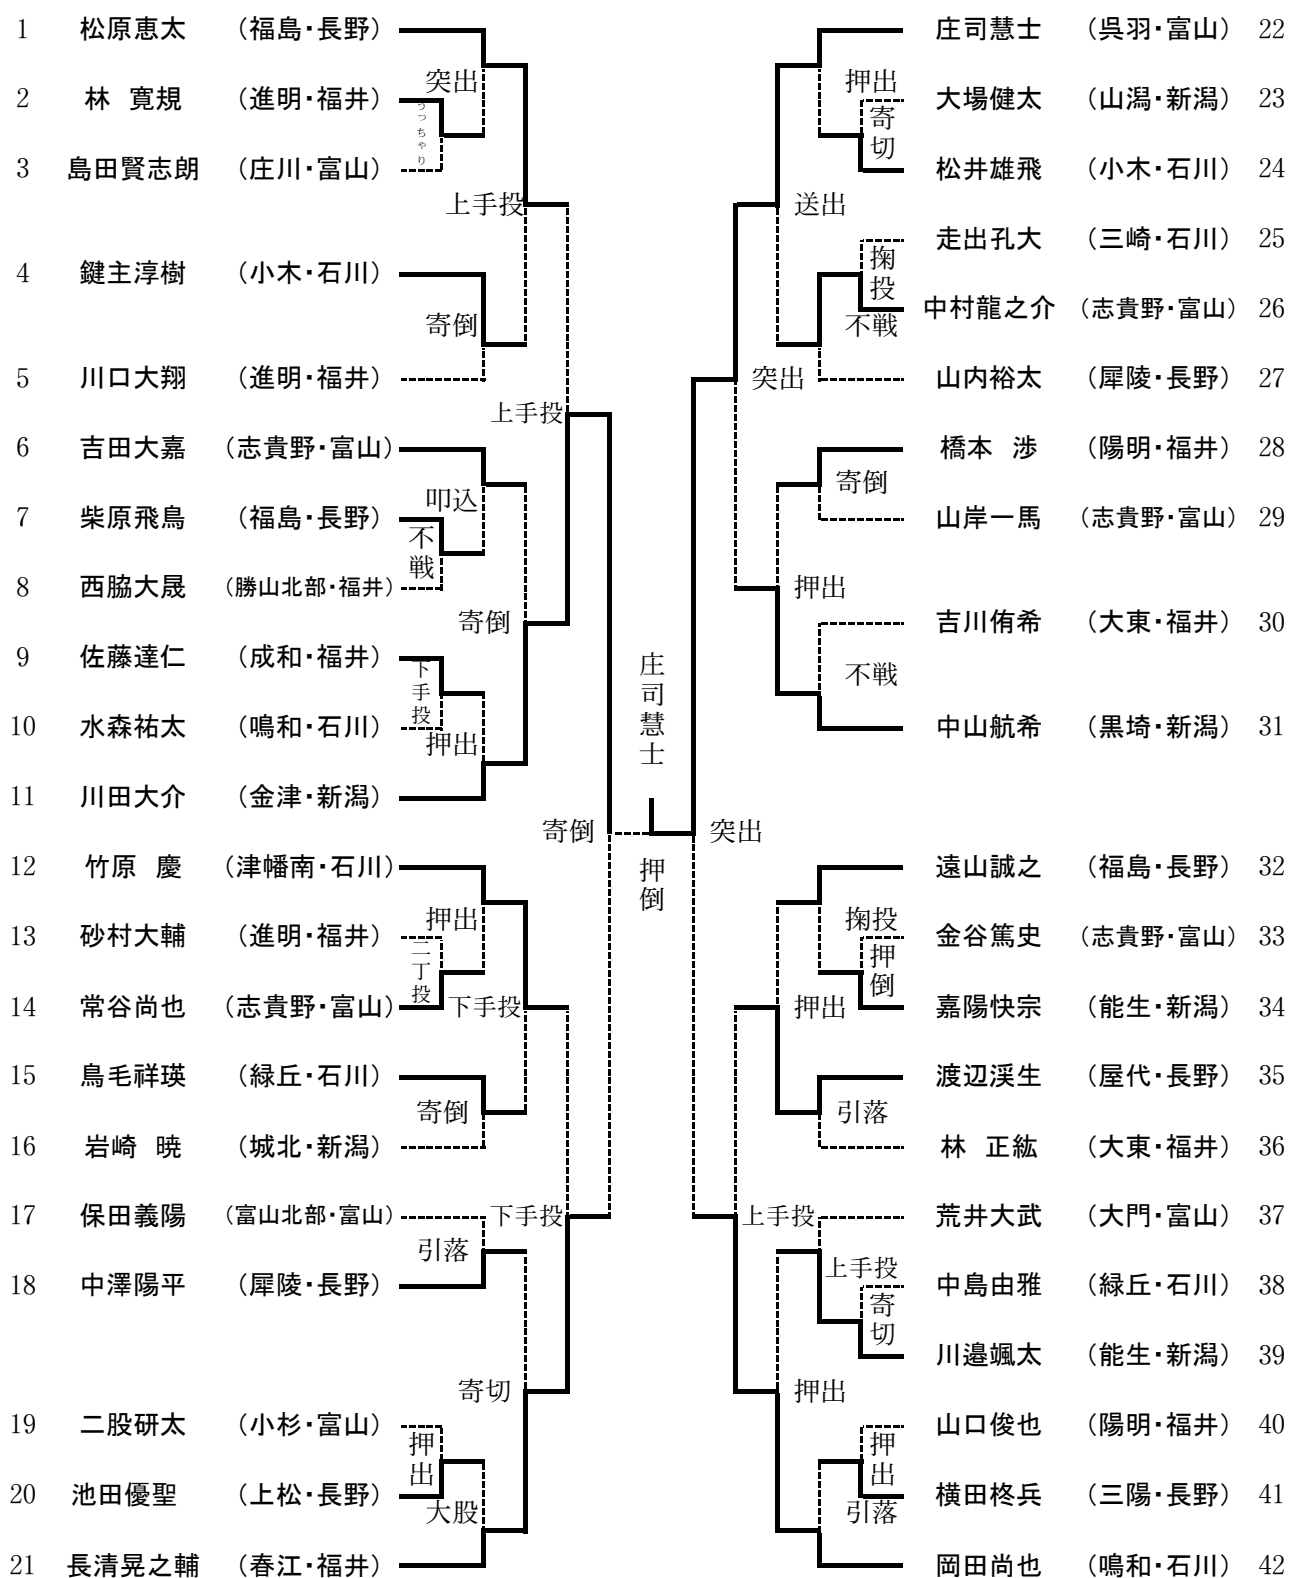 1 松原恵太 （福島・長野）
突出
2 林 寛規 （進明・福井）
うっちゃり
3 島田賢志朗 （庄川・富山）
上手投
4 鍵主淳樹 （小木・石川）
寄倒
5 川口大翔 （進明・福井）
上手投
6 吉田大嘉 （志貴野・富山）
叩込
7 柴原飛鳥 （福島・長野）
不戦
8 西脇大晟 （勝山北部・福井）
寄倒
9 佐藤達仁 （成和・福井）
下手投
10 水森祐太 （鳴和・石川）
押出
11 川田大介 （金津・新潟）
寄倒
12 竹原 慶 （津幡南・石川）
押出
13 砂村大輔 （進明・福井）
二丁投
14 常谷尚也 （志貴野・富山）
下手投
15 鳥毛祥瑛 （緑丘・石川）
寄倒
16 岩崎 暁 （城北・新潟）
17 保田義陽 （富山北部・富山）
下手投
引落
18 中澤陽平 （犀陵・長野）
寄切
19 二股研太 （小杉・富山）
押出
20 池田優聖 （上松・長野）
大股
21 長清晃之輔 （春江・福井）
庄司慧士
押倒
庄司慧士 （呉羽・富山） 22
押出
大場健太 （山潟・新潟） 23
寄切
松井雄飛 （小木・石川） 24
送出
走出孔大 （三崎・石川） 25
掬投
中村龍之介 （志貴野・富山） 26
不戦
山内裕太 （犀陵・長野） 27
突出
橋本 渉 （陽明・福井） 28
寄倒
山岸一馬 （志貴野・富山） 29
押出
吉川侑希 （大東・福井） 30
不戦
中山航希 （黒埼・新潟） 31
突出
遠山誠之 （福島・長野） 32
掬投
金谷篤史 （志貴野・富山） 33
押倒
嘉陽快宗 （能生・新潟） 34
押出
渡辺渓生 （屋代・長野） 35
引落
林 正紘 （大東・福井） 36
上手投
荒井大武 （大門・富山） 37
上手投
中島由雅 （緑丘・石川） 38
寄切
川邉颯太 （能生・新潟） 39
押出
山口俊也 （陽明・福井） 40
押出
横田柊兵 （三陽・長野） 41
引落
岡田尚也 （鳴和・石川） 42